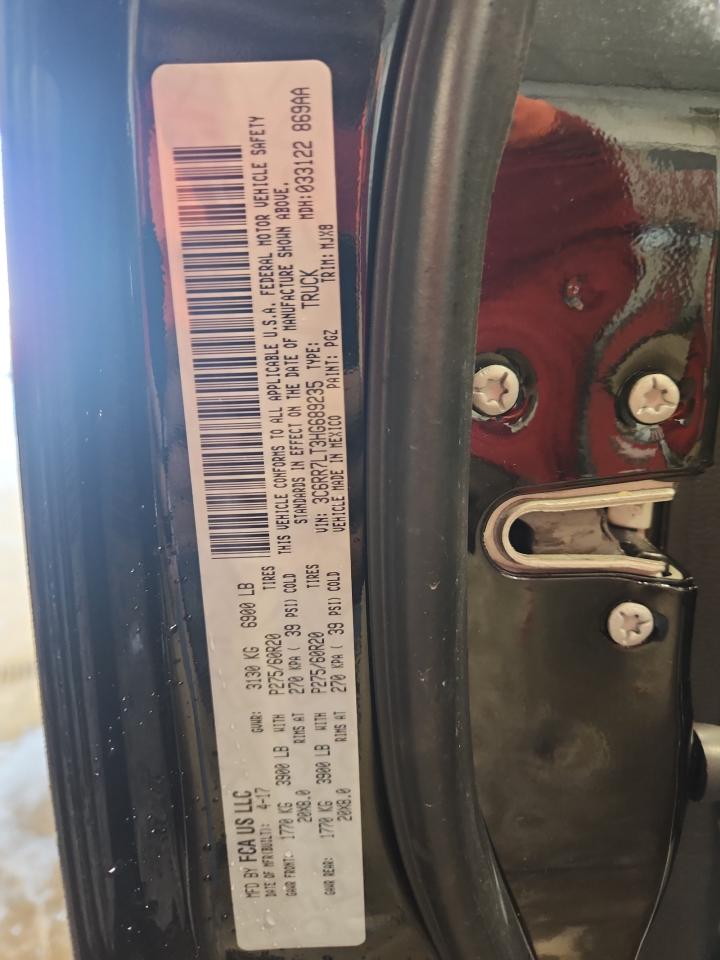 MFD BY FCA US LLC
DATE OF MFR(BUILT): 4-17 GVWR: 3130 KG 6900 LB
GAWR FRONT: 1770 KG 3900 LB WITH P275/60R20 TIRES
20X8.0 RIMS AT 270 KPA ( 39 PSI) COLD
GAWR REAR: 1770 KG 3900 LB WITH P275/60R20 TIRES
20X8.0 RIMS AT 270 KPA ( 39 PSI) COLD
THIS VEHICLE CONFORMS TO ALL APPLICABLE U.S.A. FEDERAL MOTOR VEHICLE SAFETY
STANDARDS IN EFFECT ON THE DATE OF MANUFACTURE SHOWN ABOVE.
VIN: 3C6RR7LT3HG689235 TYPE: TRUCK MDH:033122 869AA
VEHICLE MADE IN MEXICO PAINT: PGZ TRIM: MJX8